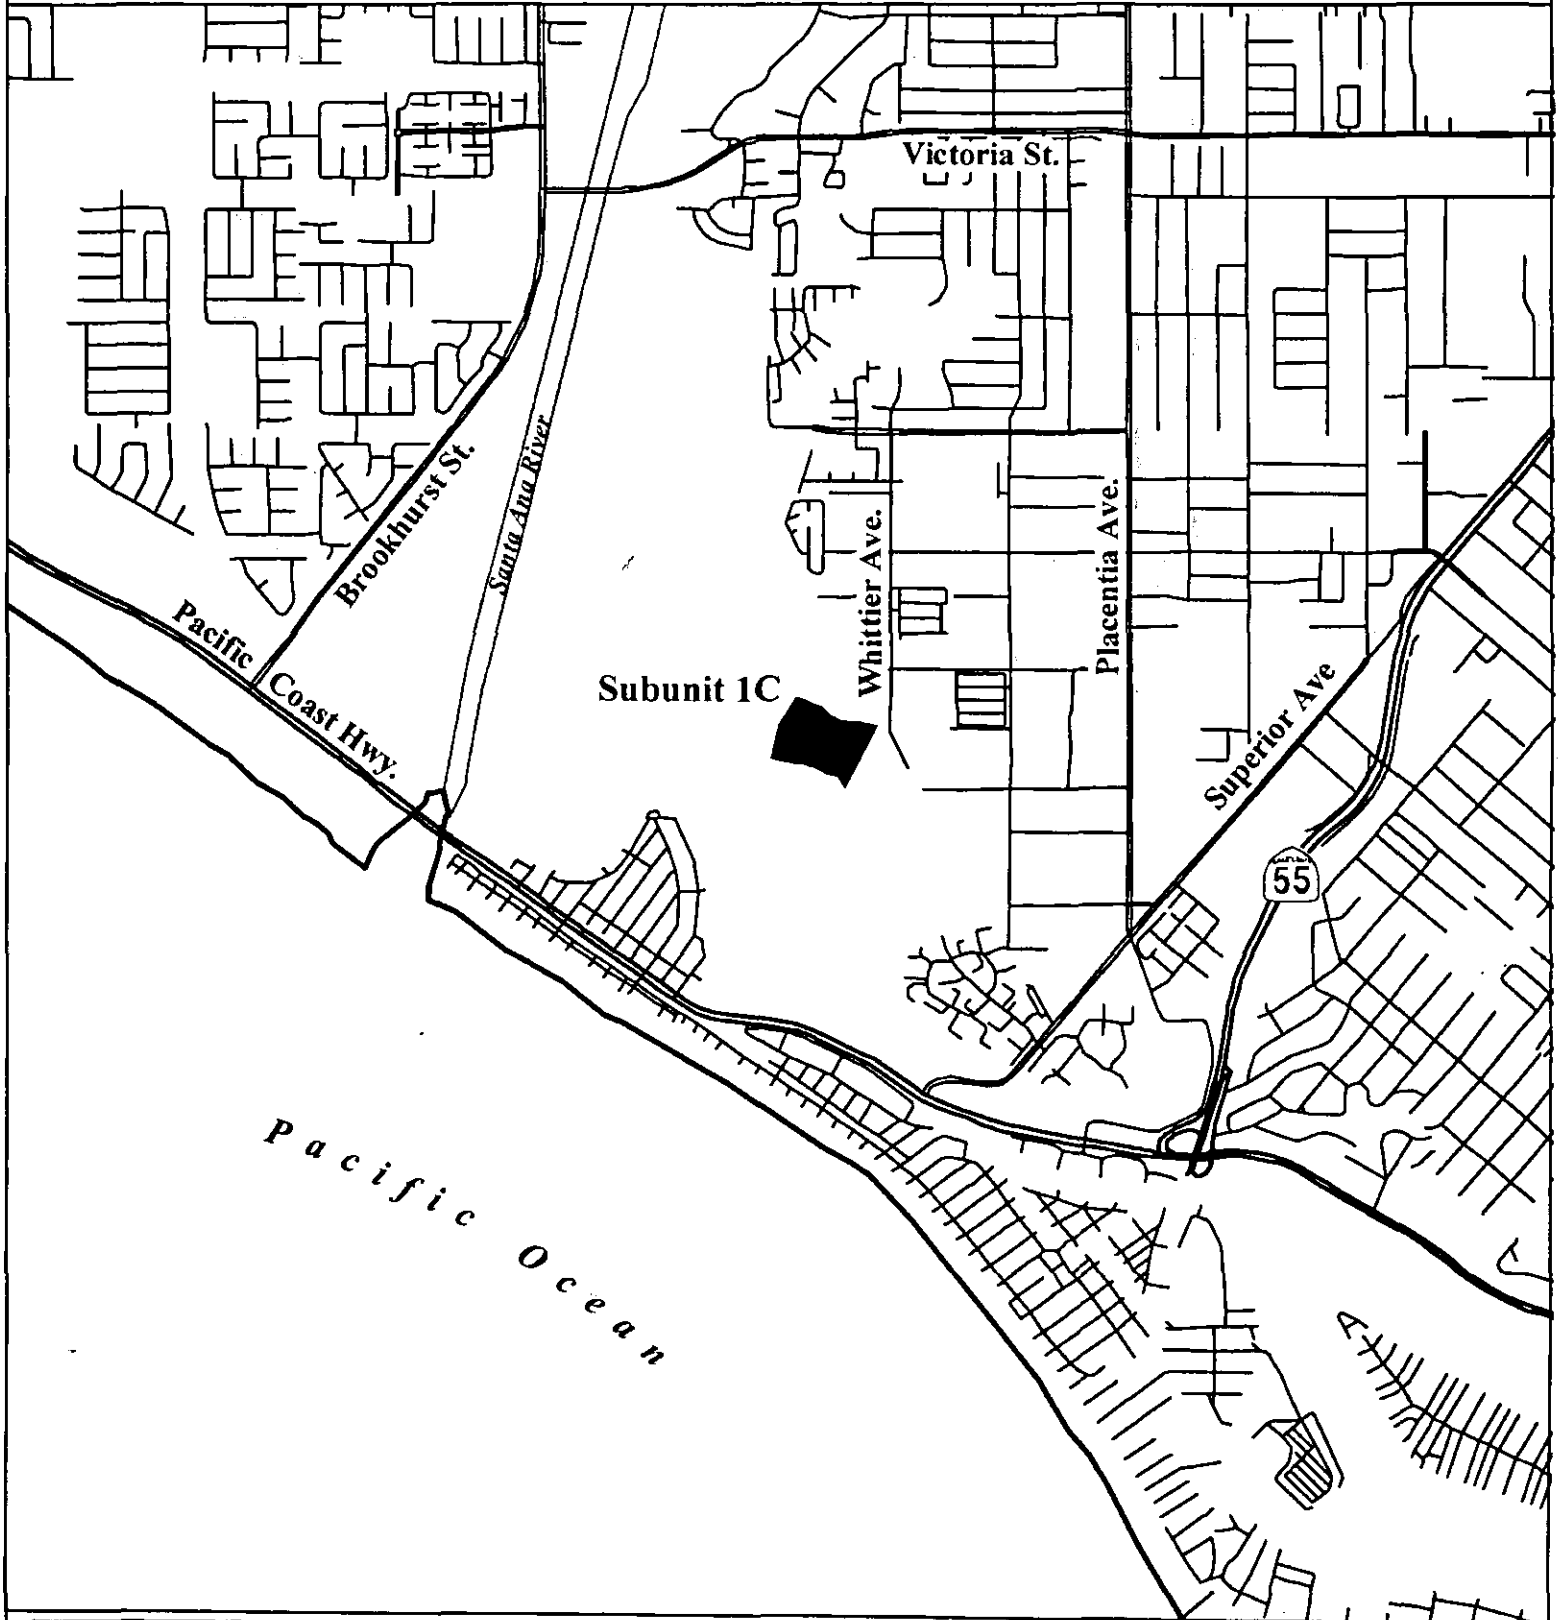 Victoria St.
Brookhurst St.
Santa Ana River
Whittier Ave.
Placentia Ave.
Pacific
Coast Hwy.
Subunit 1C
Superior Ave
55
Pacific Ocean